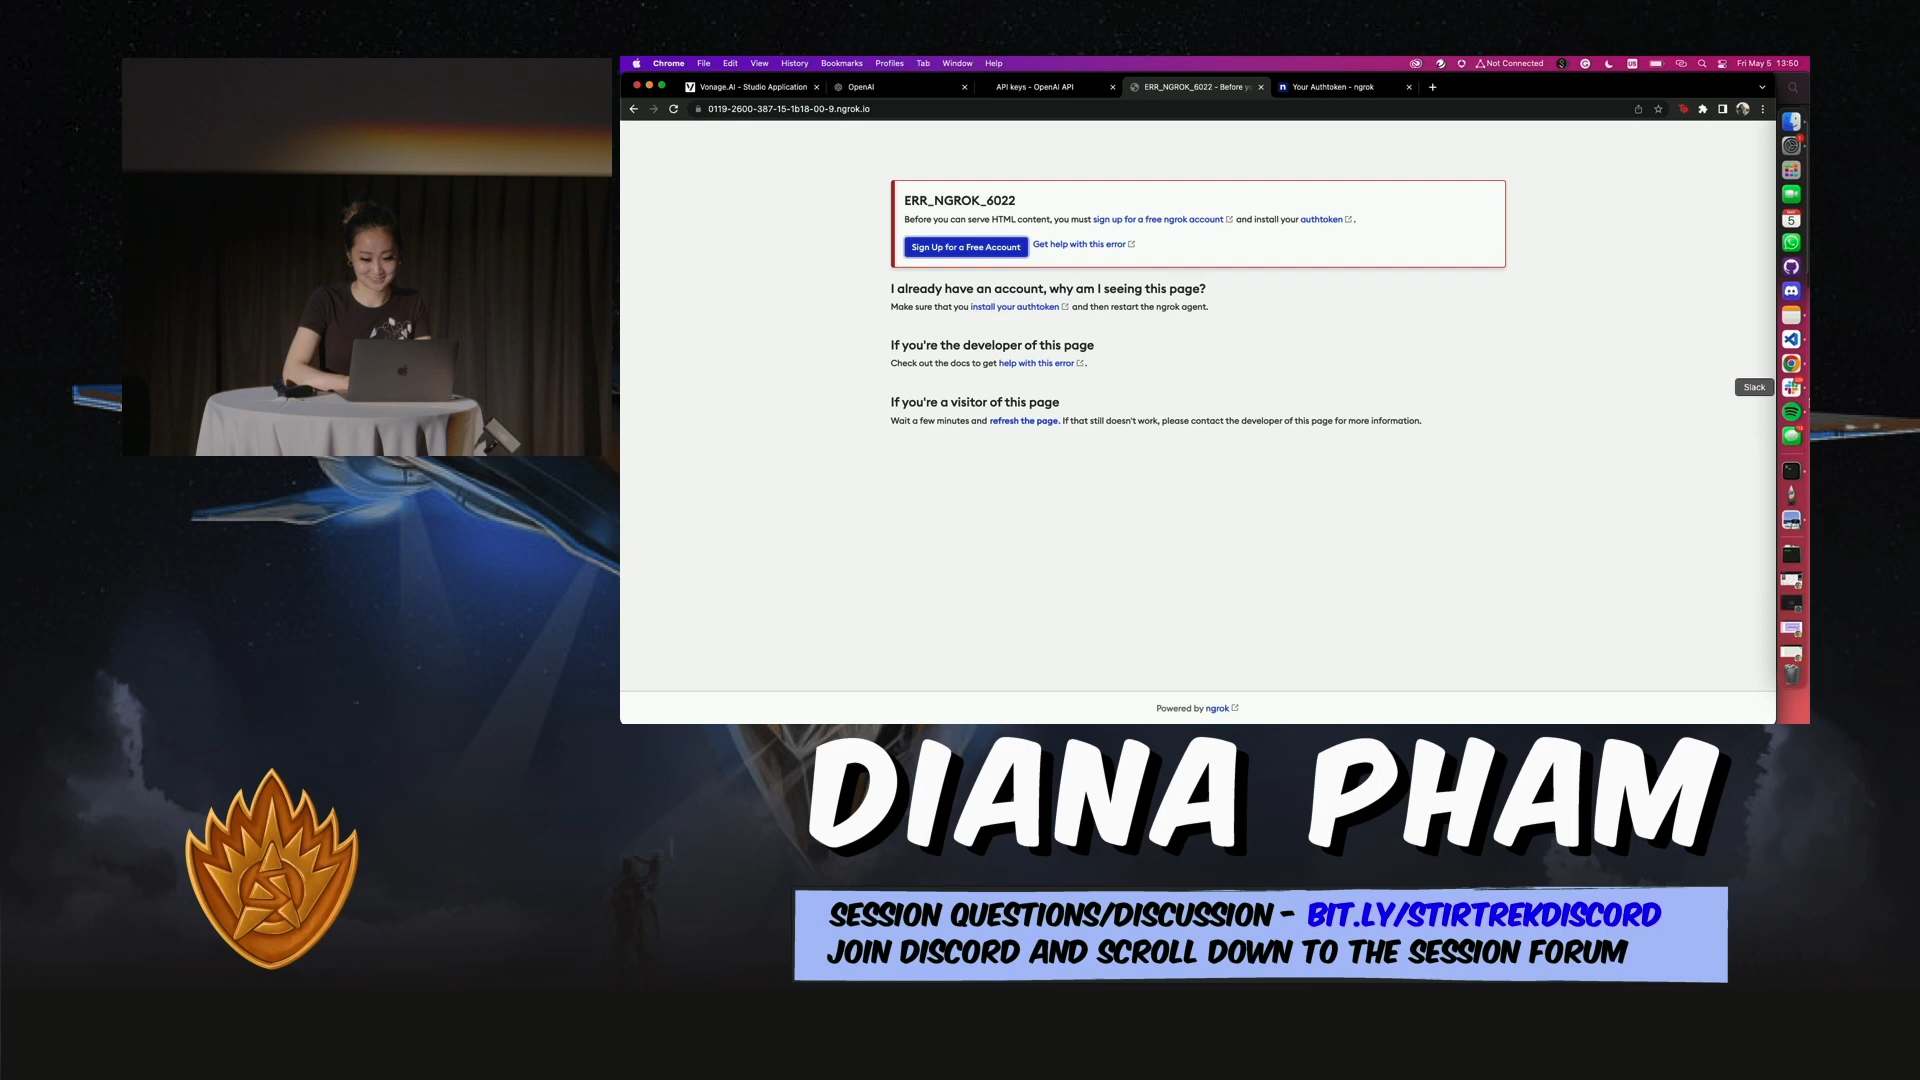 Chrome File Edit View History Bookmarks Profiles Tab Window Help Not Connected US Fri May 5 13:50
Vonage.AI - Studio Application OpenAI API keys - OpenAI API ERR_NGROK_6022 - Before y Your Authtoken - ngrok
0119-2600-387-15-1b18-00-9.ngrok.io
ERR_NGROK_6022
Before you can serve HTML content, you must sign up for a free ngrok account and install your authtoken .
Sign Up for a Free Account Get help with this error
I already have an account, why am I seeing this page?
Make sure that you install your authtoken and then restart the ngrok agent.
If you're the developer of this page
Check out the docs to get help with this error .
Slack
If you're a visitor of this page
Wait a few minutes and refresh the page. If that still doesn't work, please contact the developer of this page for more information.
Powered by ngrok
DIANA PHAM
SESSION QUESTIONS/DISCUSSION - BIT.LY/STIRTREKDISCORD
JOIN DISCORD AND SCROLL DOWN TO THE SESSION FORUM